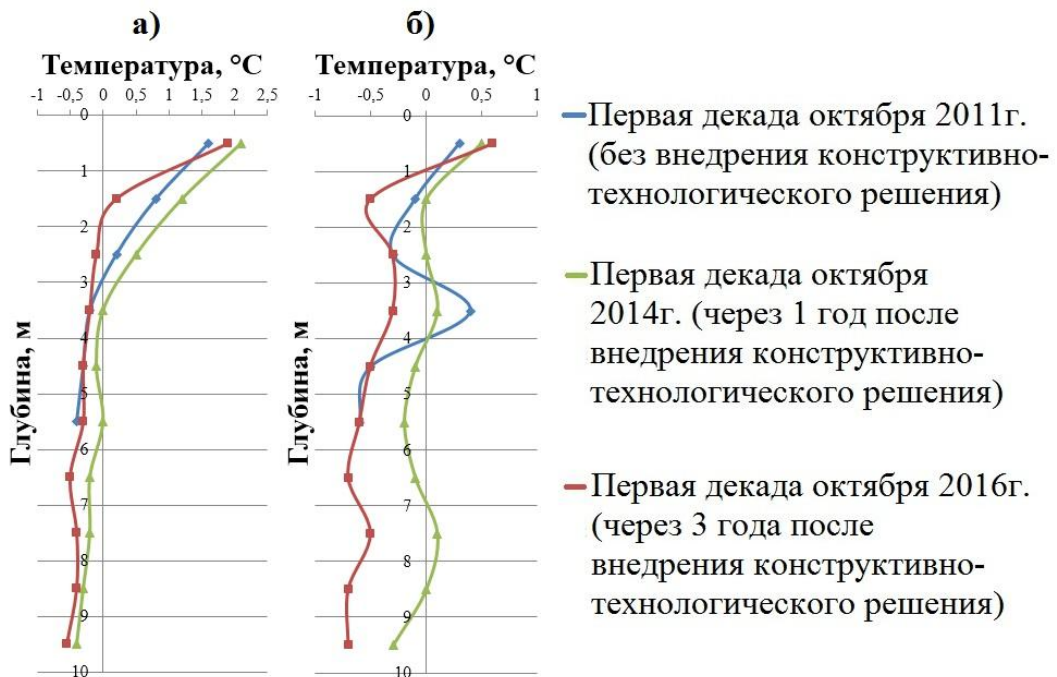 а)
Температура, °С
-1 -0,5 0 0,5 1 1,5 2 2,5
0
1
2
3
4
5
6
7
8
9
10
Глубина, м
б)
Температура, °С
-1 -0,5 0 0,5 1
0
1
2
3
4
5
6
7
8
9
10
Глубина, м
Первая декада октября 2011г.
(без внедрения конструктивно-
технологического решения)
Первая декада октября
2014г. (через 1 год после
внедрения конструктивно-
технологического решения)
Первая декада октября 2016г.
(через 3 года после
внедрения конструктивно-
технологического решения)